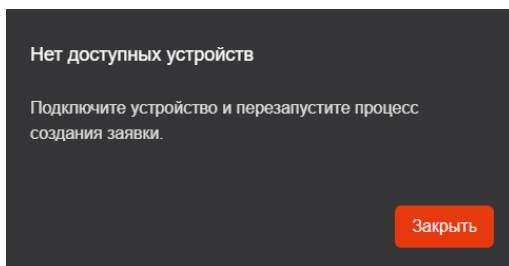 Нет доступных устройств
Подключите устройство и перезапустите процесс
создания заявки.
Закрыть